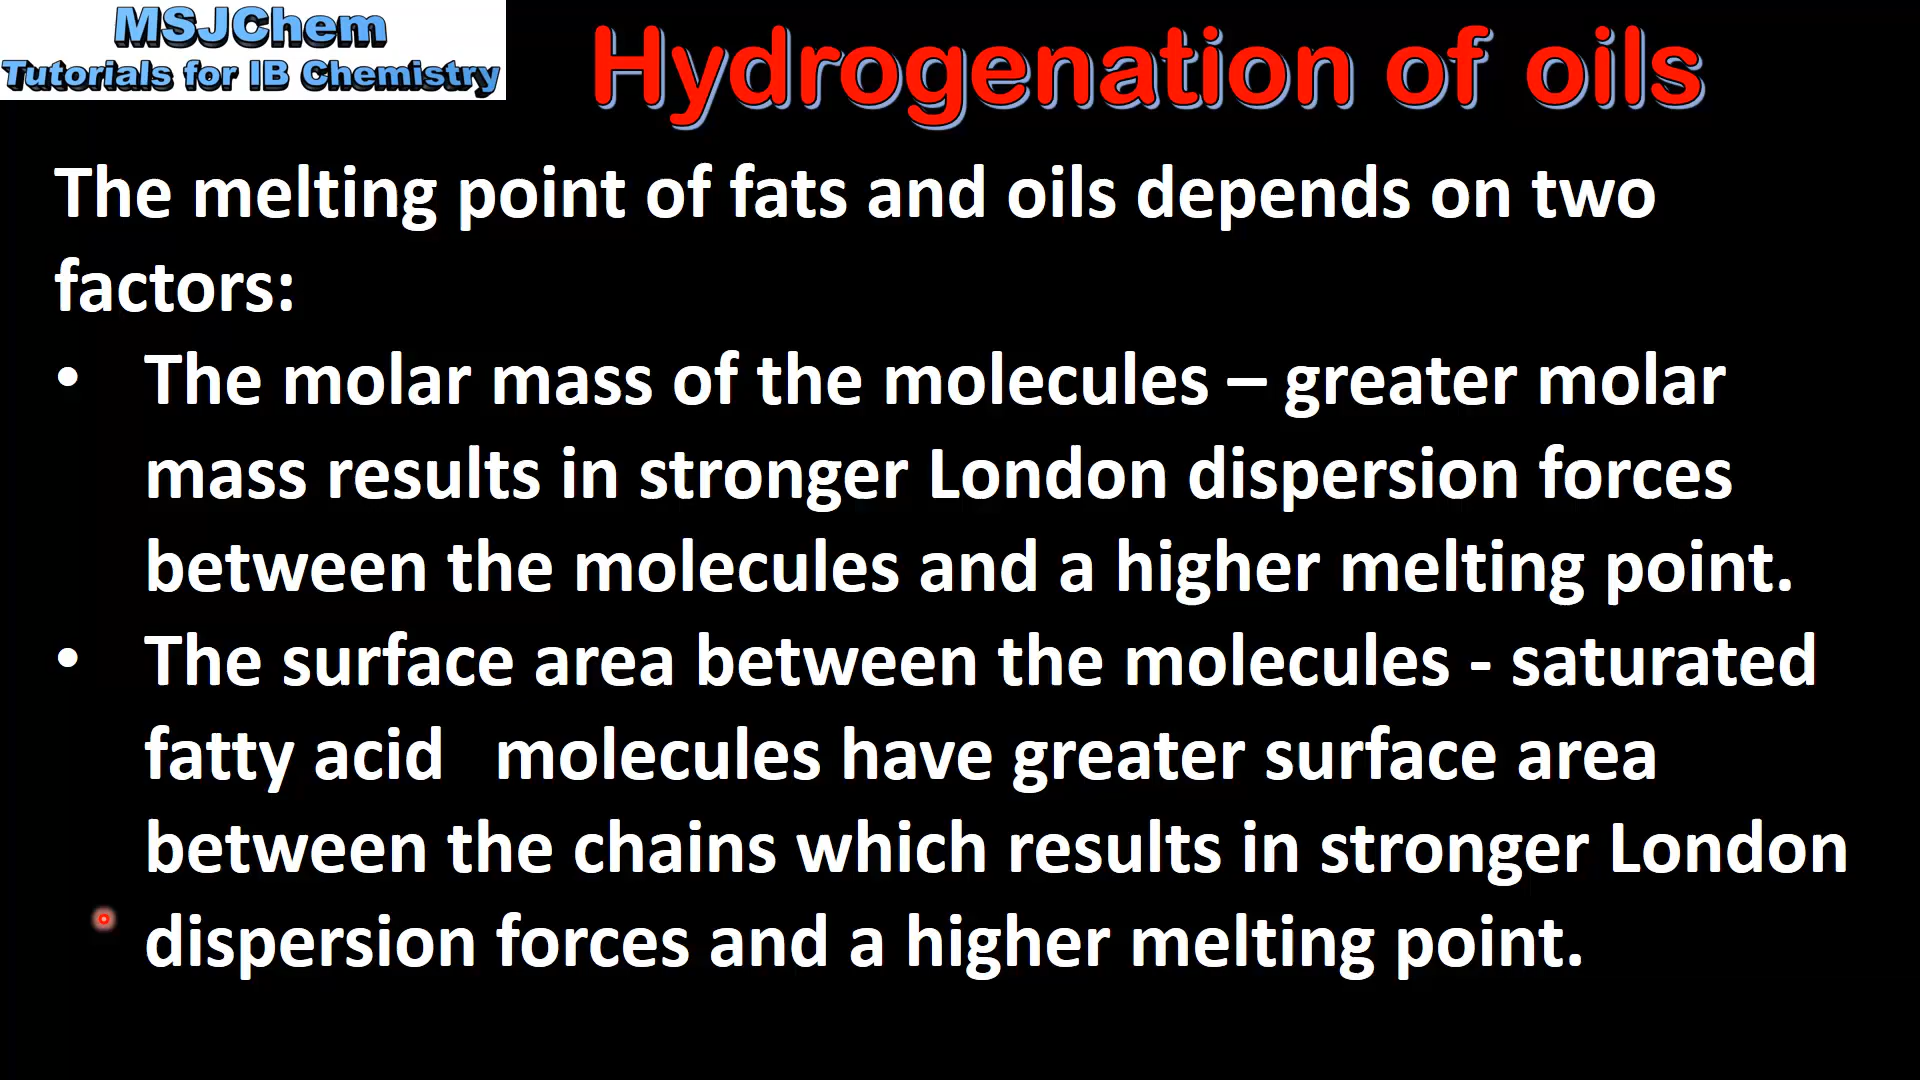 MSJChem
Tutorials for IB Chemistry
Hydrogenation of oils
The melting point of fats and oils depends on two
factors:
• The molar mass of the molecules – greater molar
mass results in stronger London dispersion forces
between the molecules and a higher melting point.
• The surface area between the molecules - saturated
fatty acid molecules have greater surface area
between the chains which results in stronger London
dispersion forces and a higher melting point.